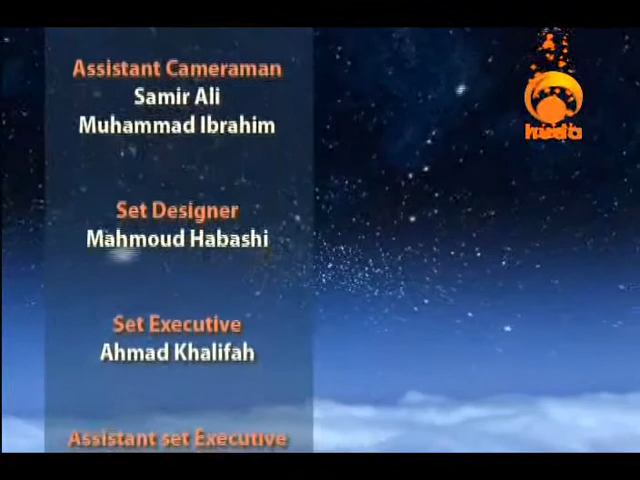 Assistant Cameraman
Samir Ali
Muhammad Ibrahim
Set Designer
Mahmoud Habashi
Set Executive
Ahmad Khalifah
Assistant set Executive